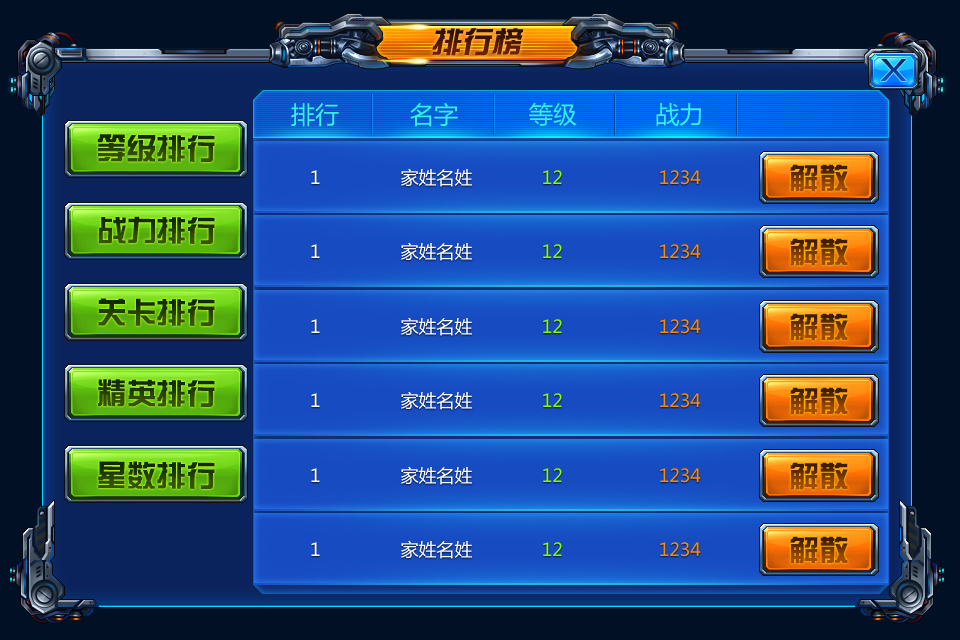 排行榜
等级排行
战力排行
关卡排行
精英排行
星数排行
排行 名字 等级 战力
1 家姓名姓 12 1234 解散
1 家姓名姓 12 1234 解散
1 家姓名姓 12 1234 解散
1 家姓名姓 12 1234 解散
1 家姓名姓 12 1234 解散
1 家姓名姓 12 1234 解散